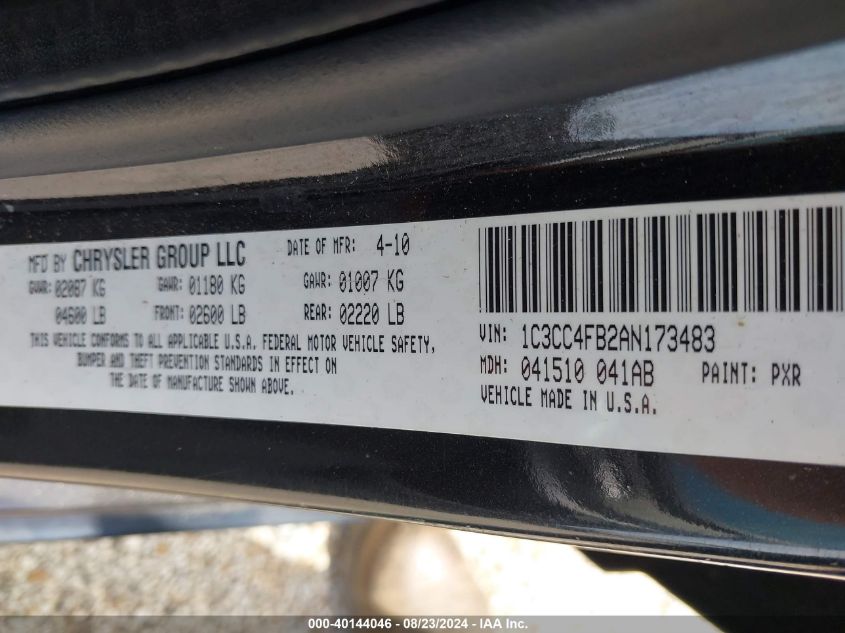 MFD BY CHRYSLER GROUP LLC DATE OF MFR: 4-10
GVWR: 02087 KG GAWR: 01180 KG GAWR: 01007 KG
04600 LB FRONT: 02600 LB REAR: 02220 LB
THIS VEHICLE CONFORMS TO ALL APPLICABLE U.S.A. FEDERAL MOTOR VEHICLE SAFETY,
BUMPER AND THEFT PREVENTION STANDARDS IN EFFECT ON
THE DATE OF MANUFACTURE SHOWN ABOVE.
VIN: 1C3CC4FB2AN173483
MDH: 041510 041AB PAINT: PXR
VEHICLE MADE IN U.S.A.
000-40144046 - 08/23/2024 - © IAA, Inc.